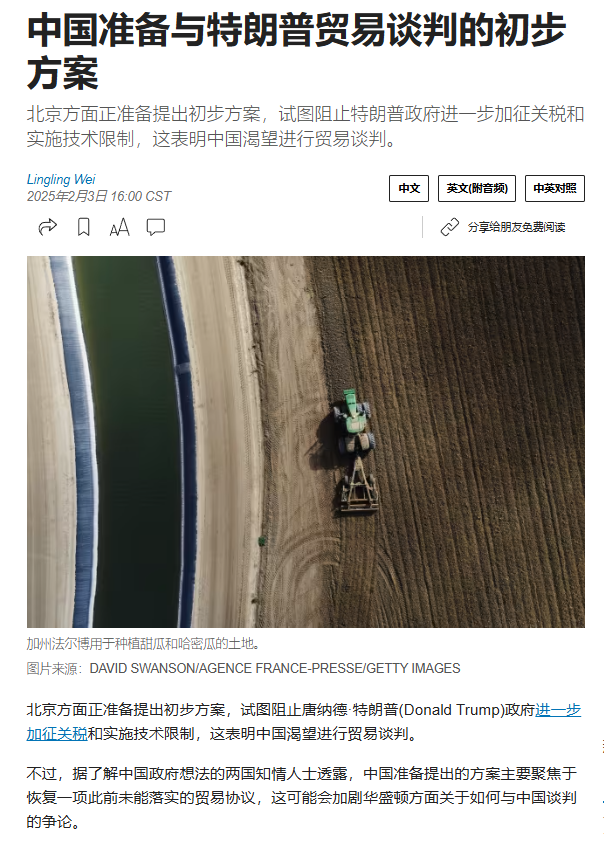 中国准备与特朗普贸易谈判的初步
方案
北京方面正准备提出初步方案，试图阻止特朗普政府进一步加征关税和
实施技术限制，这表明中国渴望进行贸易谈判。
Lingling Wei
2025年2月3日 16:00 CST
中文
英文(附音频)
中英对照
分享给朋友免费阅读
加州法尔博用于种植甜瓜和哈密瓜的土地。
图片来源：DAVID SWANSON/AGENCE FRANCE-PRESSE/GETTY IMAGES
北京方面正准备提出初步方案，试图阻止唐纳德·特朗普(Donald Trump)政府进一步
加征关税和实施技术限制，这表明中国渴望进行贸易谈判。
不过，据了解中国政府想法的两国知情人士透露，中国准备提出的方案主要聚焦于
恢复一项此前未能落实的贸易协议，这可能会加剧华盛顿方面关于如何与中国谈判
的争论。